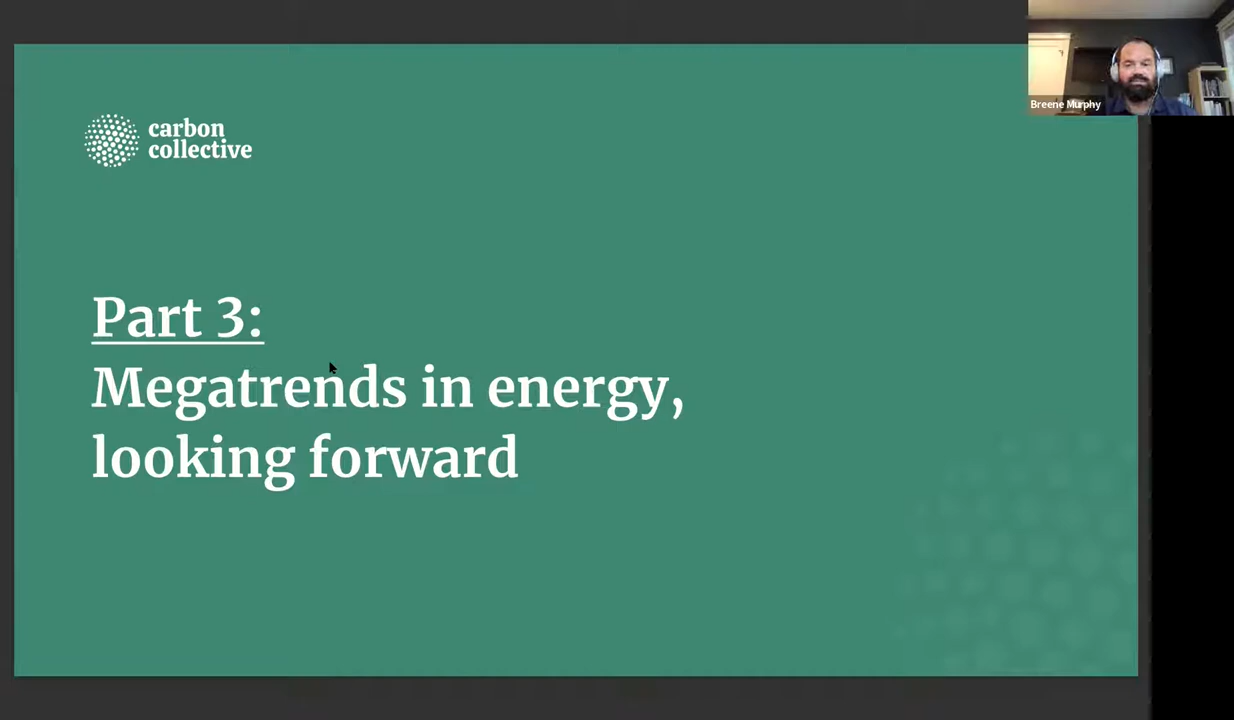 Breene Murphy
carbon
collective
Part 3:
Megatrends in energy,
looking forward